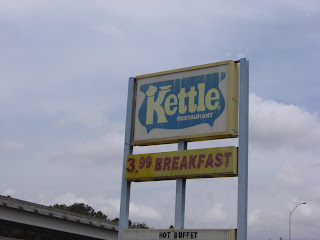 Kettle
RESTAURANT
3.99 BREAKFAST
HOT BUFFET